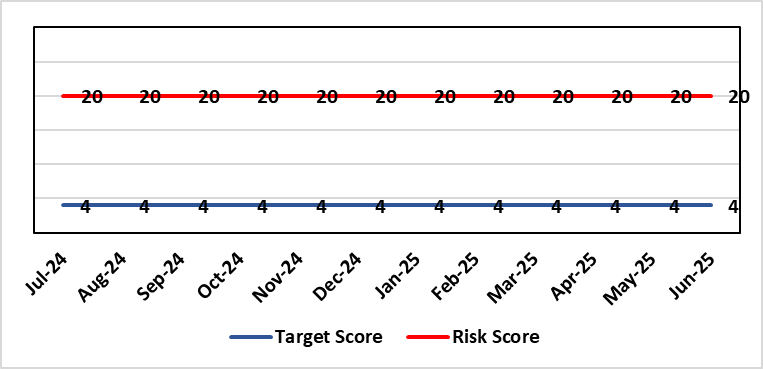 20 20 20 20 20 20 20 20 20 20 20 20
4 4 4 4 4 4 4 4 4 4 4 4
Jul-24 Aug-24 Sep-24 Oct-24 Nov-24 Dec-24 Jan-25 Feb-25 Mar-25 Apr-25 May-25 Jun-25
Target Score Risk Score